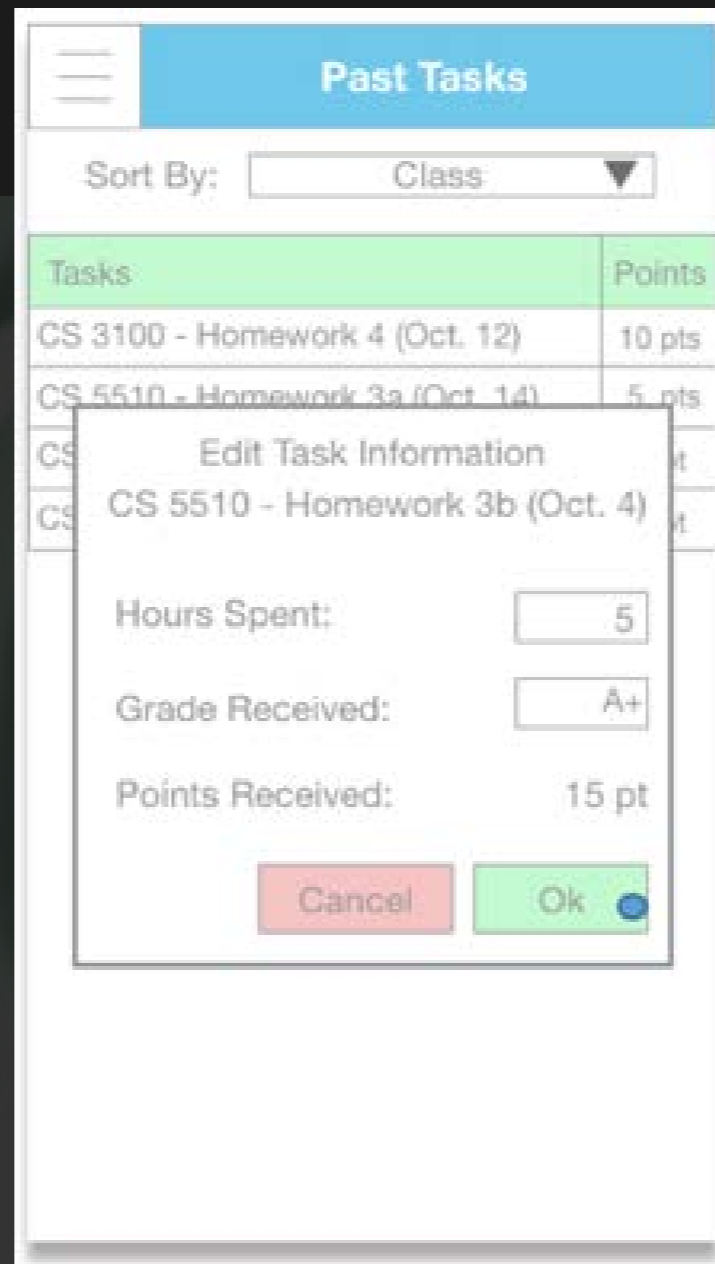 Past Tasks
Sort By: Class
Tasks Points
CS 3100 - Homework 4 (Oct. 12) 10 pts
CS 5510 - Homework 3a (Oct. 14) 5 pts
CS
CS
Edit Task Information
CS 5510 - Homework 3b (Oct. 4)
Hours Spent: 5
Grade Received: A+
Points Received: 15 pt
Cancel Ok